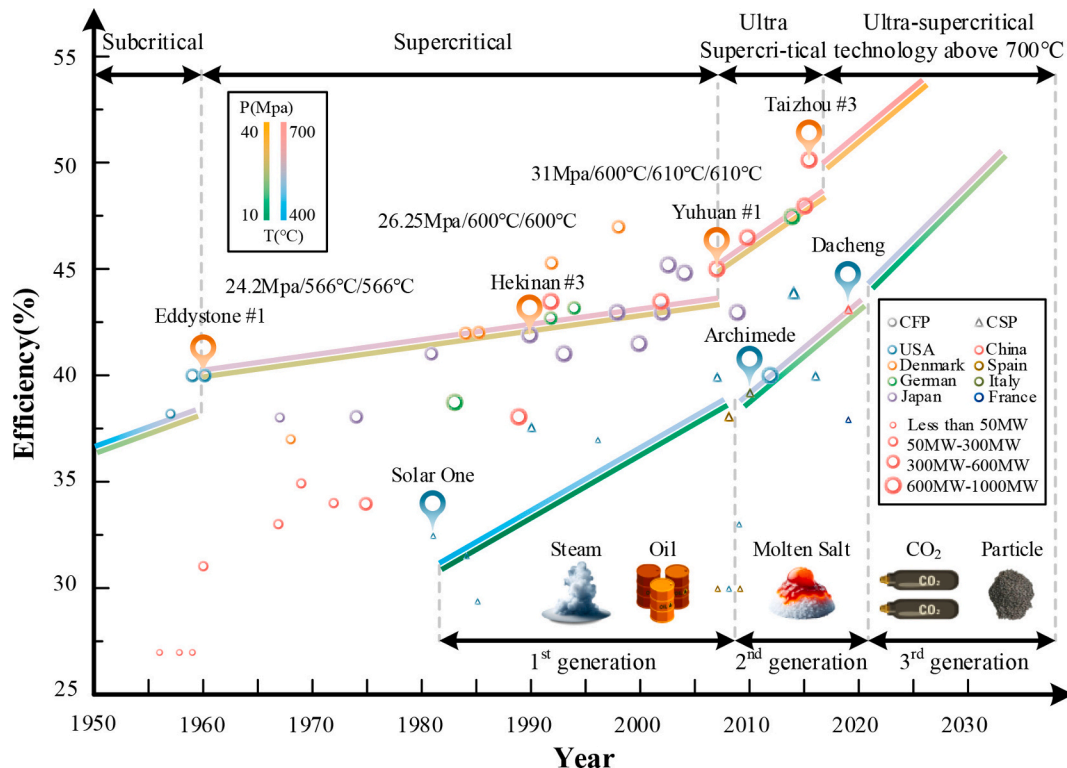 Subcritical
Supercritical
Ultra
Supercri-tical
Ultra-supercritical
technology above 700°C
P(Mpa)
40
700
10
400
T(°C)
Taizhou #3
31Mpa/600°C/610°C/610°C
26.25Mpa/600°C/600°C
Yuhuan #1
24.2Mpa/566°C/566°C
Hekinan #3
Eddystone #1
Dacheng
Archimede
Solar One
CFP
CSP
USA
China
Denmark
Spain
German
Italy
Japan
France
Less than 50MW
50MW-300MW
300MW-600MW
600MW-1000MW
Steam
Oil
Molten Salt
CO₂
Particle
CO₂
CO₂
1st generation
2nd generation
3rd generation
Efficiency(%)
55
50
45
40
35
30
25
1950
1960
1970
1980
1990
2000
2010
2020
2030
Year